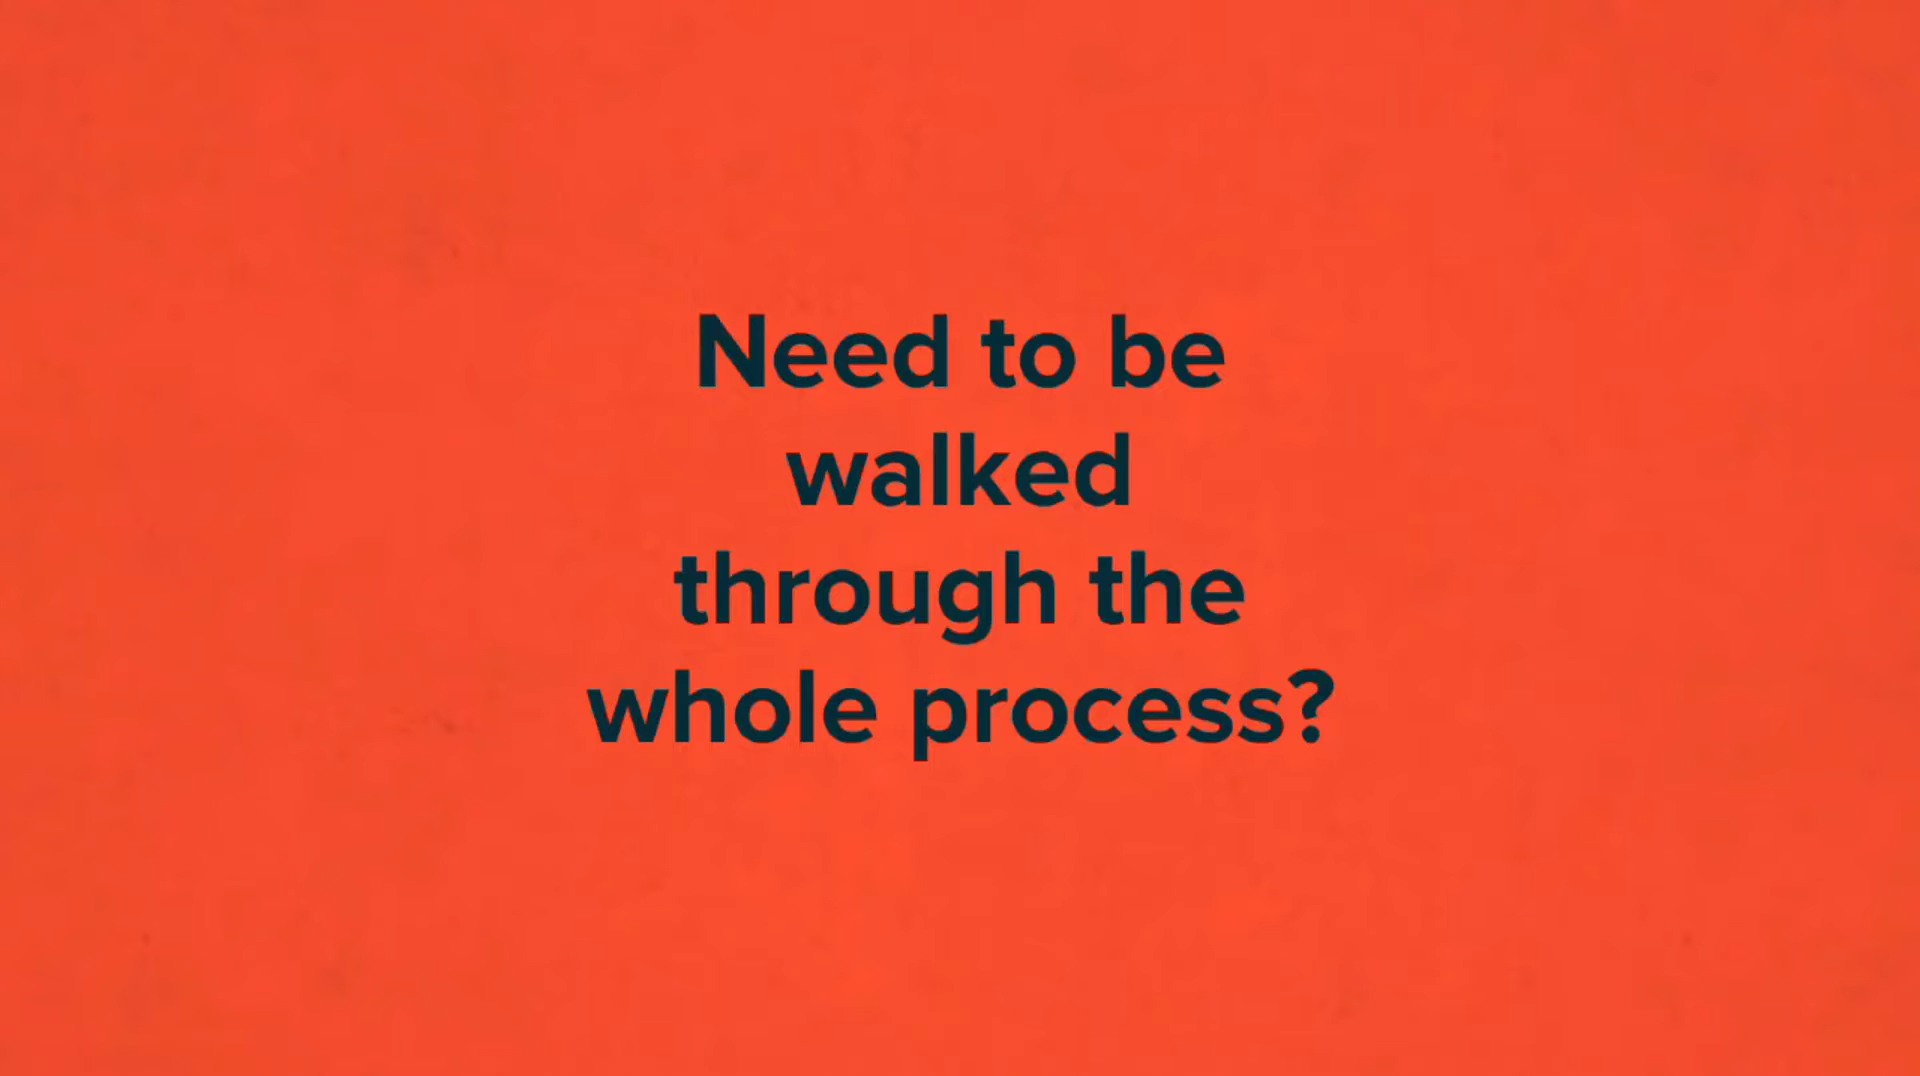 Need to be
walked
through the
whole process?